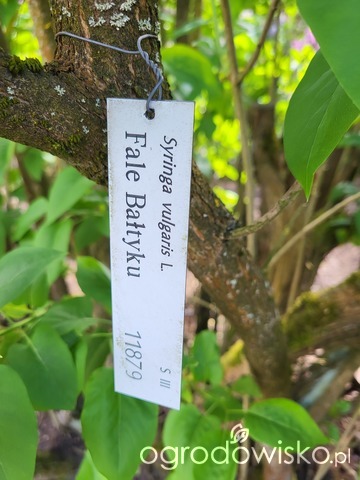 Syringa vulgaris L.
Fale Bałtyku
11879
S III
ogrodowisko.pl